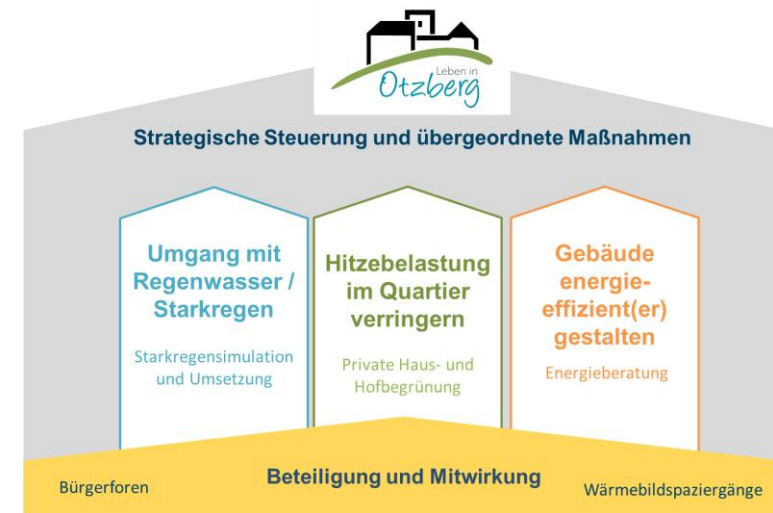 Leben in
Otzberg
Strategische Steuerung und übergeordnete Maßnahmen
Umgang mit
Regenwasser /
Starkregen
Starkregensimulation
und Umsetzung
Hitzebelastung
im Quartier
verringern
Private Haus- und
Hofbegrünung
Gebäude
energie-
effizient(er)
gestalten
Energieberatung
Bürgerforen
Beteiligung und Mitwirkung
Wärmebildspaziergänge